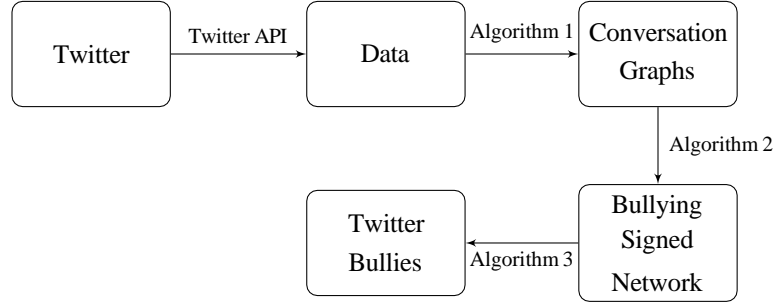 Twitter
Twitter API
Data
Algorithm 1
Conversation
Graphs
Algorithm 2
Bullying
Signed
Network
Algorithm 3
Twitter
Bullies